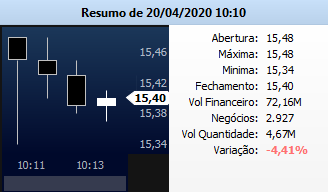 Resumo de 20/04/2020 10:10
15,46
15,42
15,40
15,38
15,34
10:11 10:13
Abertura: 15,48
Máxima: 15,48
Minima: 15,34
Fechamento: 15,40
Vol Financeiro: 72,16M
Negócios: 2.927
Vol Quantidade: 4,67M
Variação: -4,41%